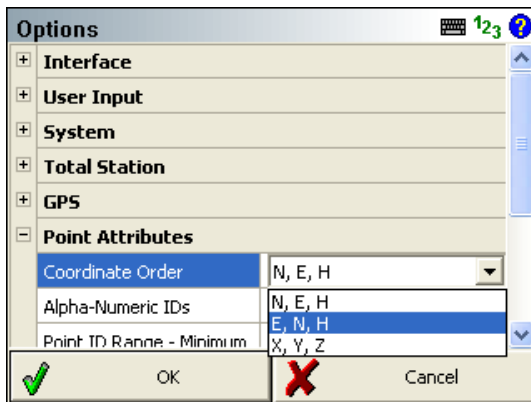 Options 123 ?
Interface
User Input
System
Total Station
GPS
Point Attributes
Coordinate Order N, E, H
Alpha-Numeric IDs N, E, H
E, N, H
Point ID Range - Minimum X, Y, Z
OK Cancel